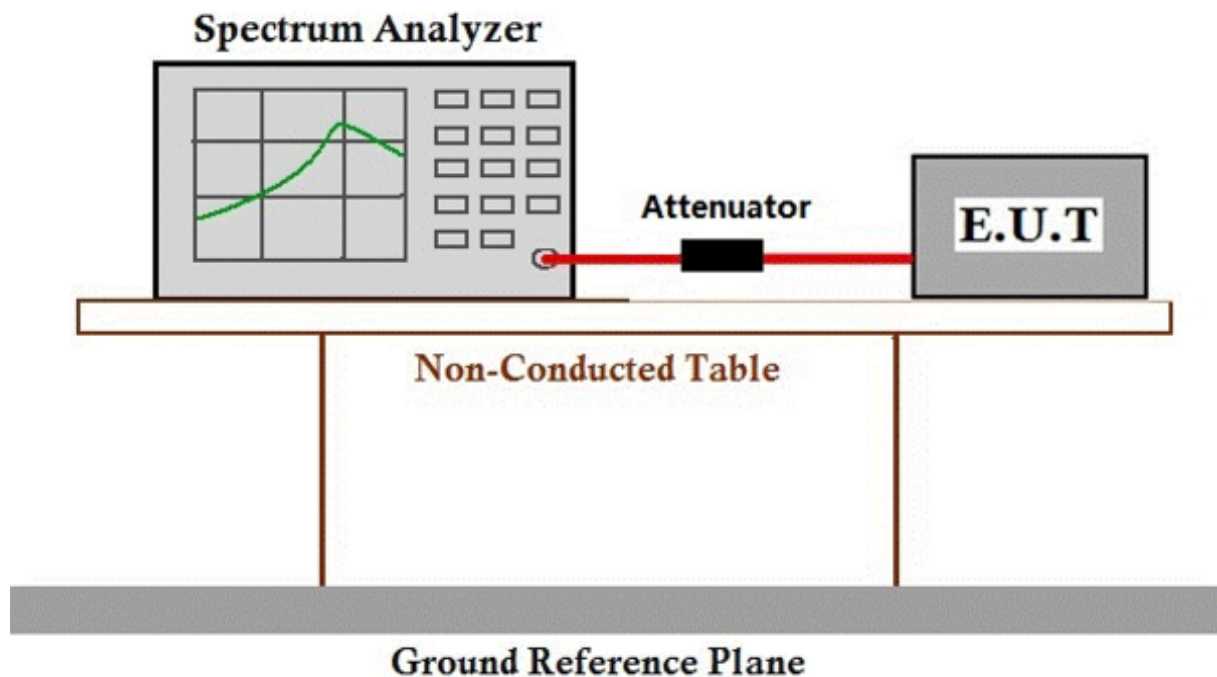 Spectrum Analyzer
Attenuator
E.U.T
Non-Conducted Table
Ground Reference Plane